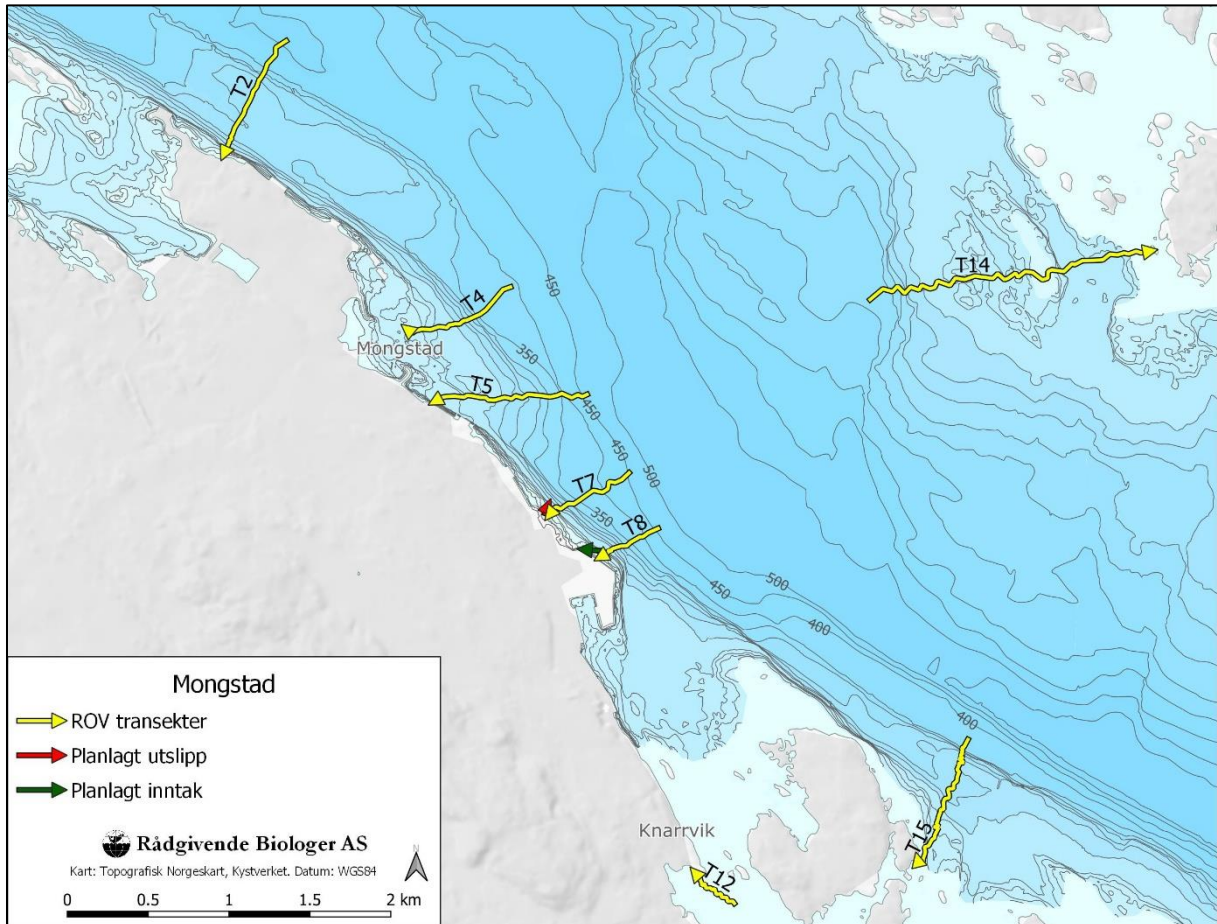 T2
T14
T4
450
Mongstad
350
T5
450
450
500
T7
350
T8
500
450
400
400
Mongstad
ROV transekter
Planlagt utslipp
Planlagt inntak
Rådgivende Biologer AS
N
Kart: Topografisk Norgeskart, Kystverket. Datum: WGS84
0 0.5 1 1.5 2 km
Knarrvik
T15
T12